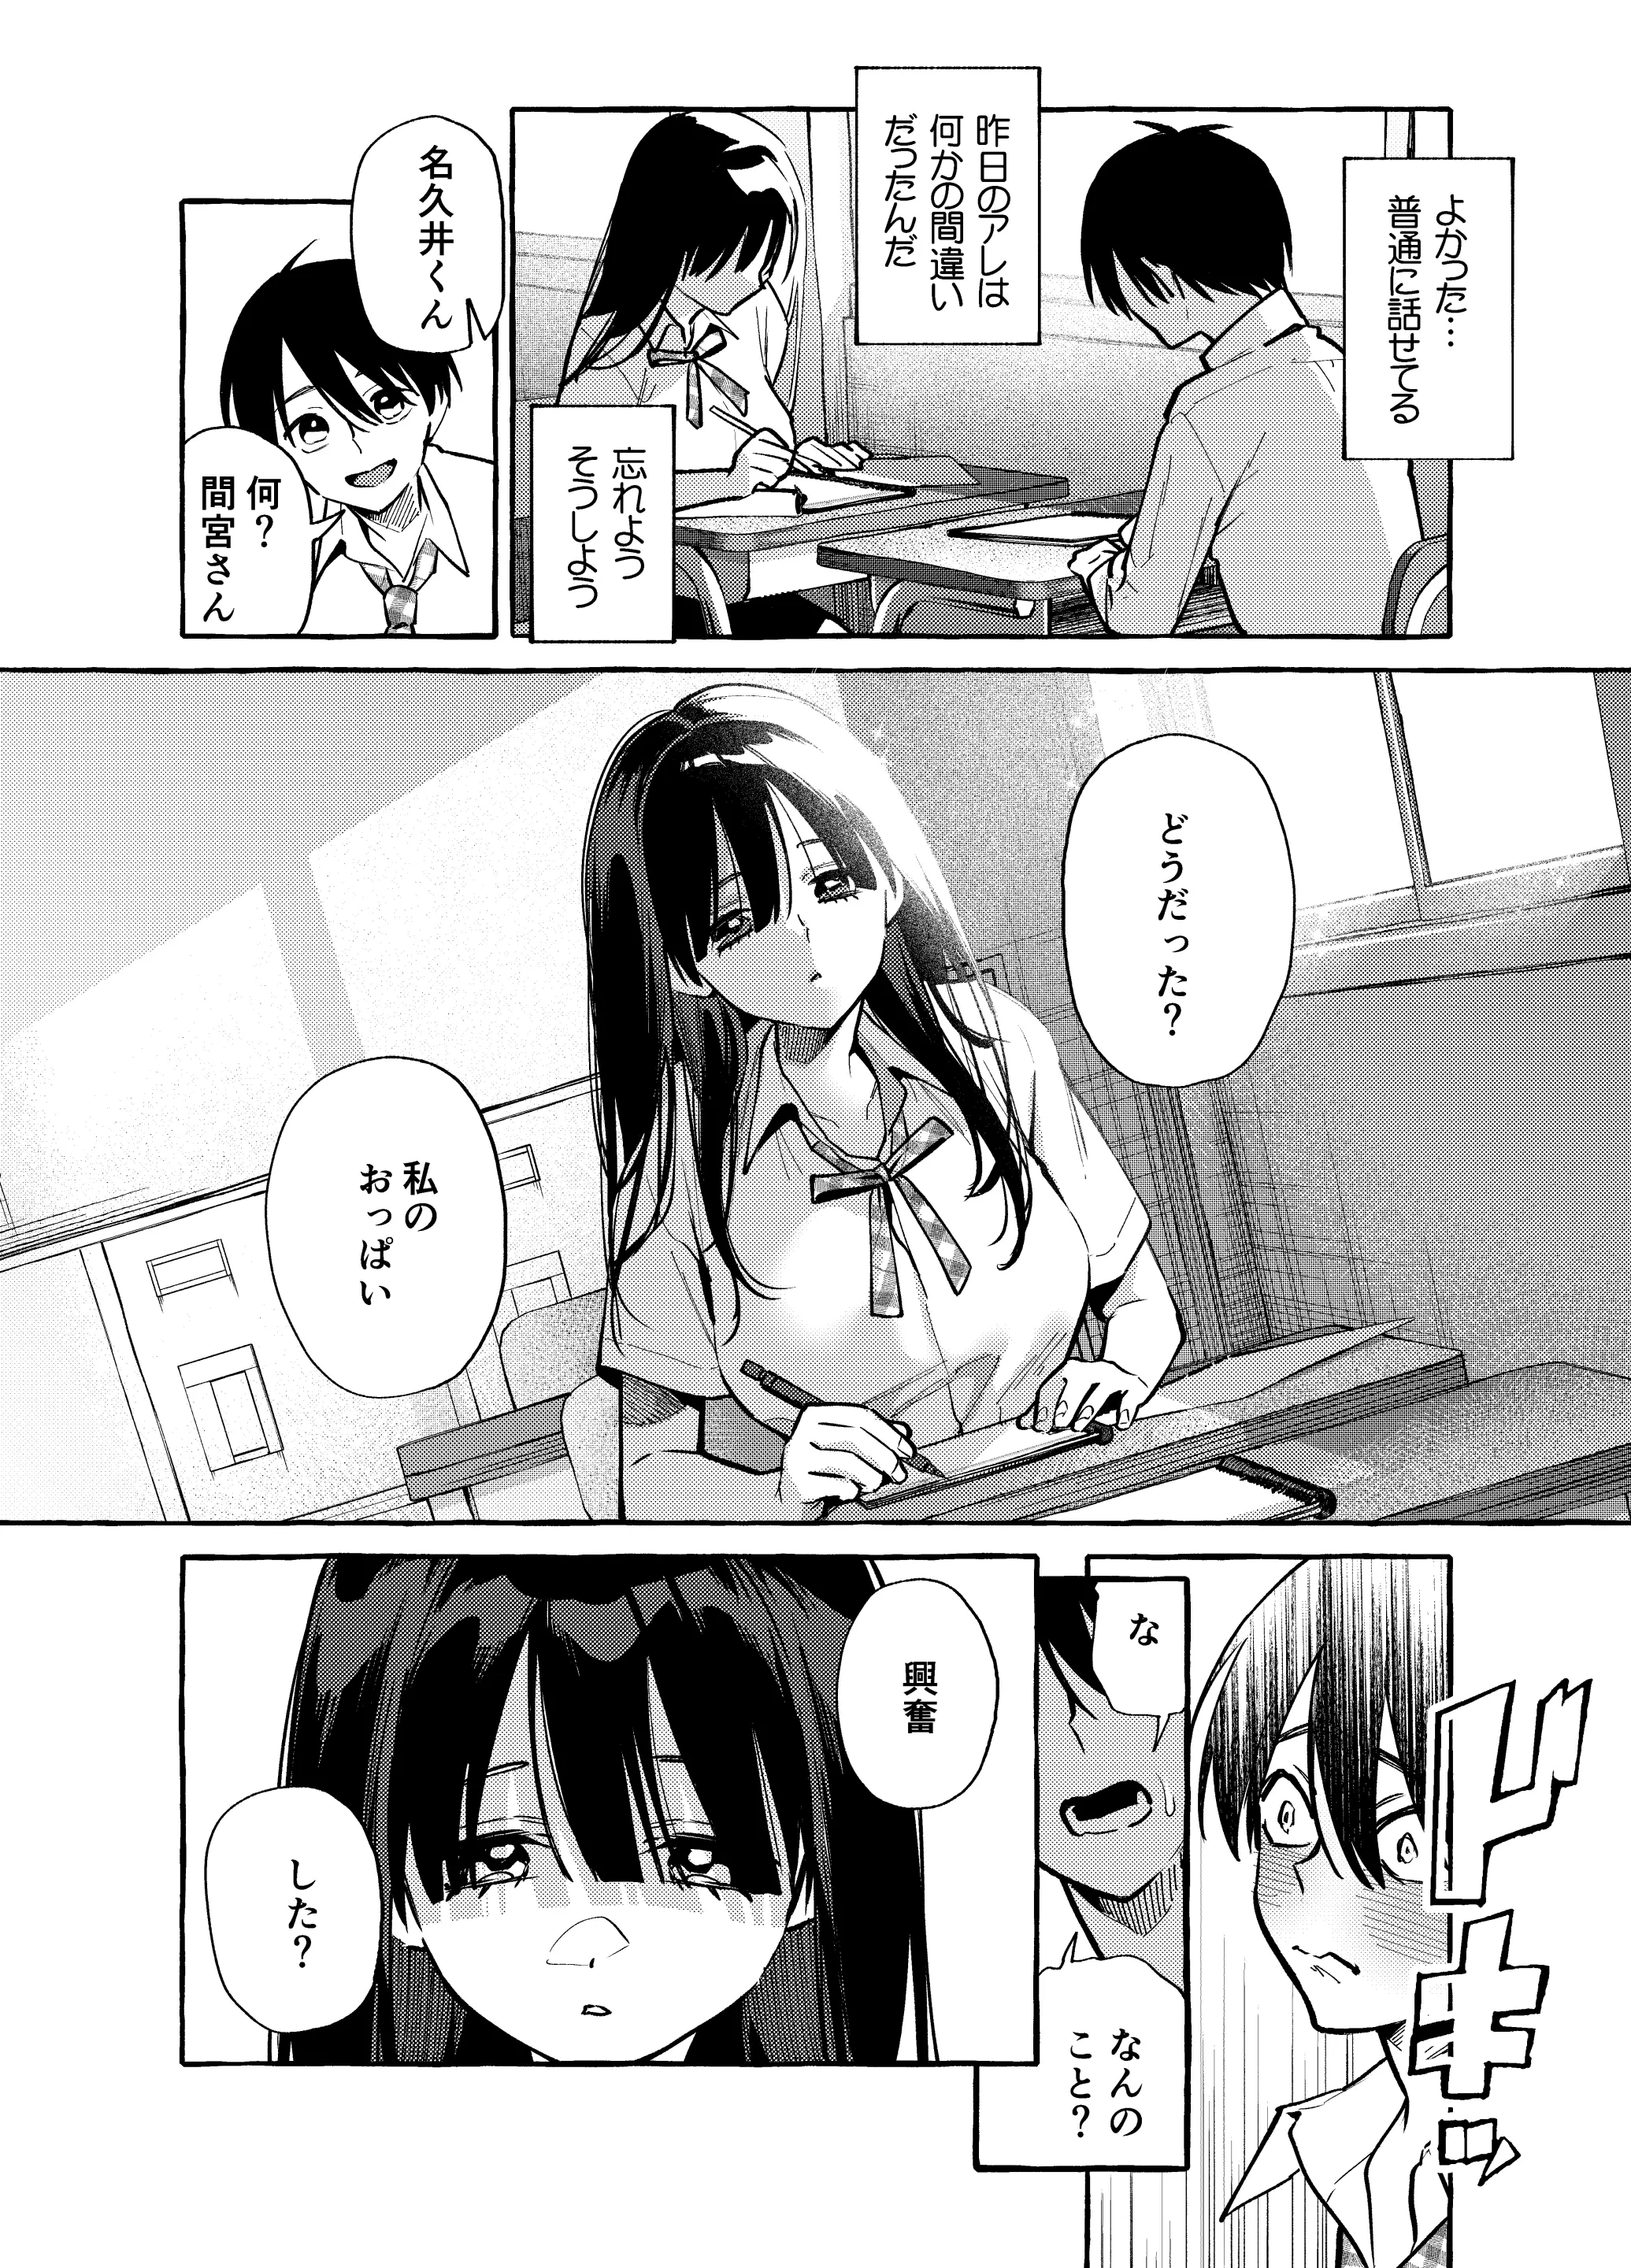 よかった…
普通に話せてる
昨日のアレは
何かの間違い
だったんだ
忘れよう
そうしよう
名久井くん
何?
間宮さん
どうだった?
私の
おっぱい
ドキッ
な
なんの
こと?
興奮
した?